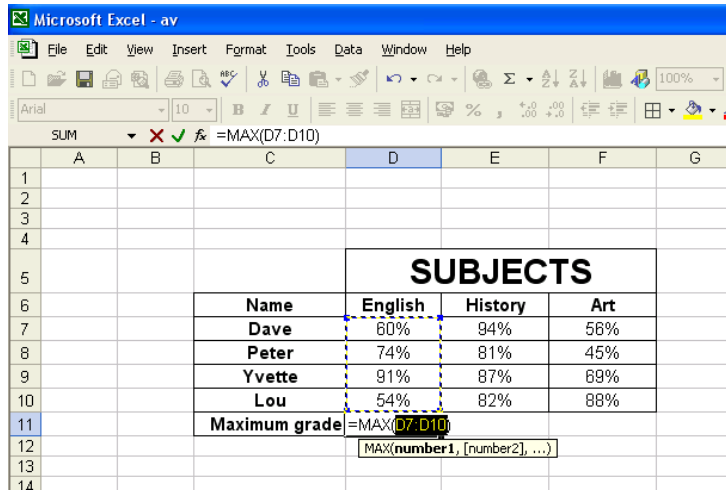 Microsoft Excel - av
File Edit View Insert Format Tools Data Window Help
100%
Arial 10 B I U % ,
SUM fx =MAX(D7:D10)
A B C D E F G
1
2
3
4
5 SUBJECTS
6 Name English History Art
7 Dave 60% 94% 56%
8 Peter 74% 81% 45%
9 Yvette 91% 87% 69%
10 Lou 54% 82% 88%
11 Maximum grade =MAX(D7:D10)
12 MAX(number1, [number2], ...)
13
14